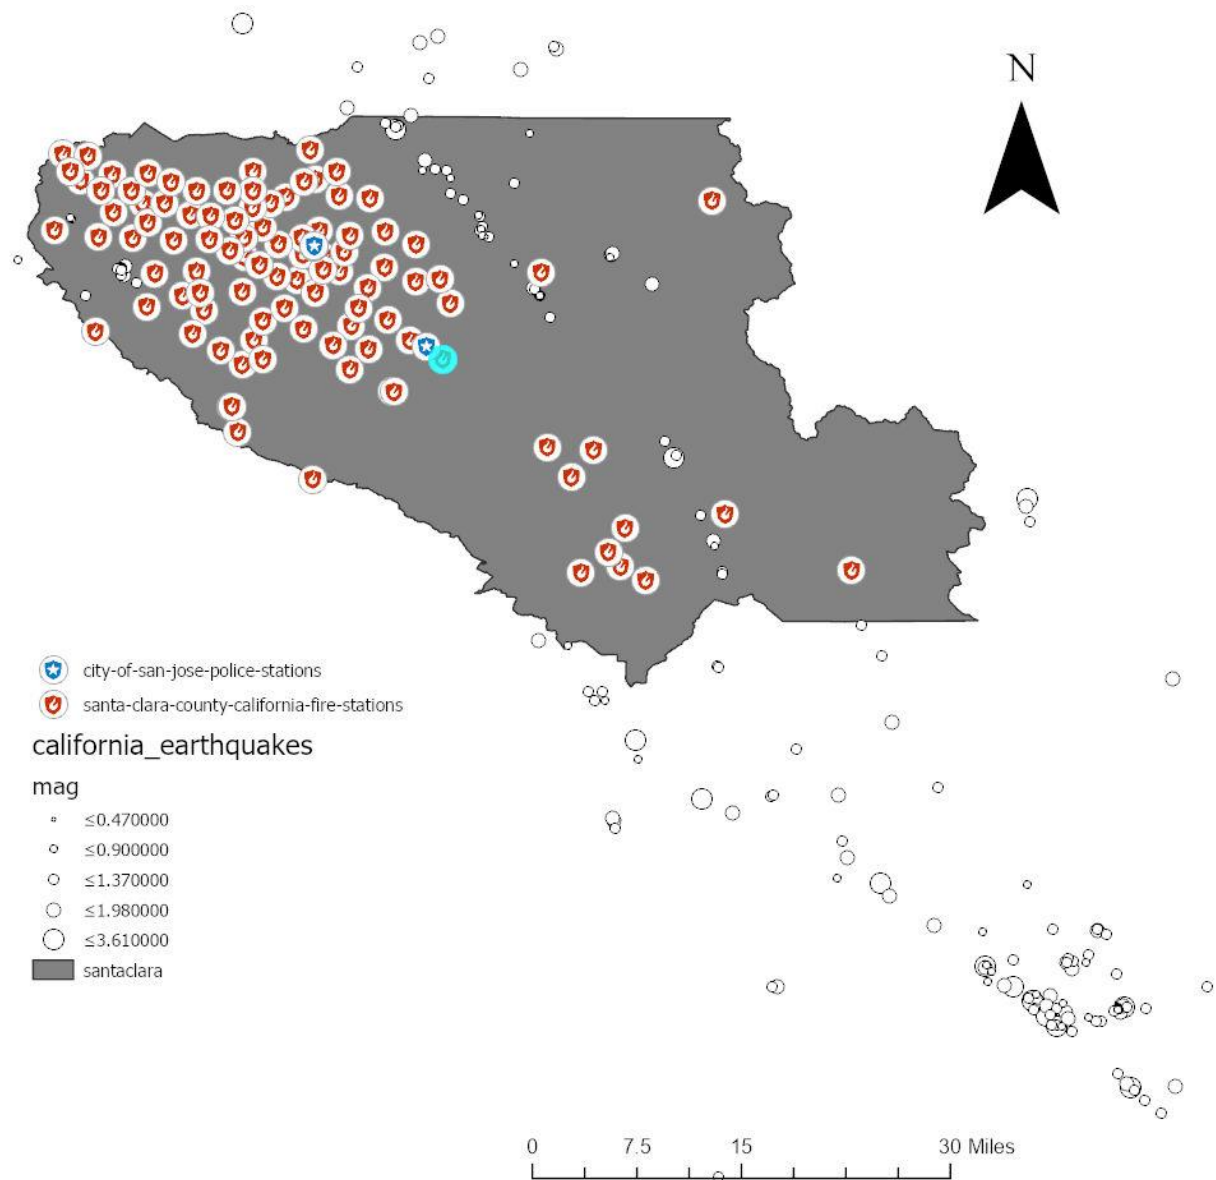 N
city-of-san-jose-police-stations
santa-clara-county-california-fire-stations
california_earthquakes
mag
≤0.470000
≤0.900000
≤1.370000
≤1.980000
≤3.610000
santaclara
0 7.5 15 30 Miles